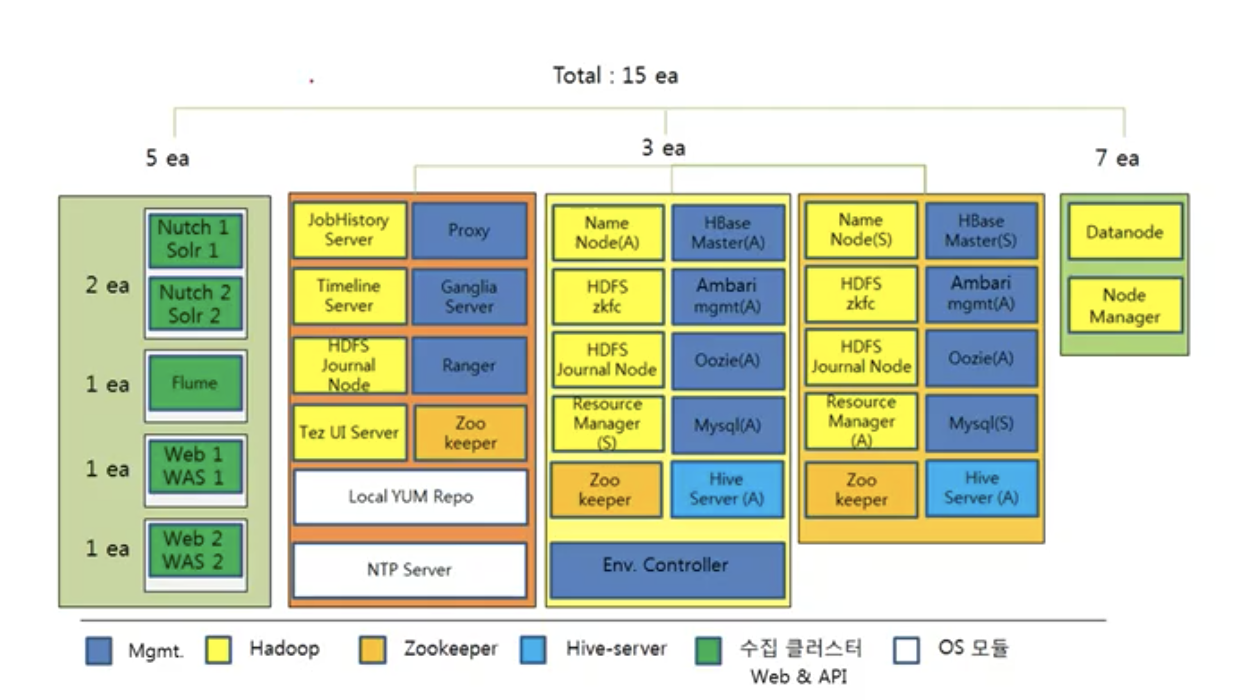 Total : 15 ea
5 ea
3 ea
7 ea
2 ea
Nutch 1
Solr 1
Nutch 2
Solr 2
1 ea
Flume
1 ea
Web 1
WAS 1
1 ea
Web 2
WAS 2
JobHistory
Server
Proxy
Timeline
Server
Ganglia
Server
HDFS
Journal
Node
Ranger
Tez UI Server
Zoo
keeper
Local YUM Repo
NTP Server
Name
Node(A)
HBase
Master(A)
HDFS
zkfc
Ambari
mgmt(A)
HDFS
Journal Node
Oozie(A)
Resource
Manager
(S)
Mysql(A)
Zoo
keeper
Hive
Server (A)
Env. Controller
Name
Node(S)
HBase
Master(S)
HDFS
zkfc
Ambari
mgmt(A)
HDFS
Journal Node
Oozie(A)
Resource
Manager
(A)
Mysql(S)
Zoo
keeper
Hive
Server (A)
Datanode
Node
Manager
Mgmt.
Hadoop
Zookeeper
Hive-server
수집 클러스터
Web & API
OS 모듈